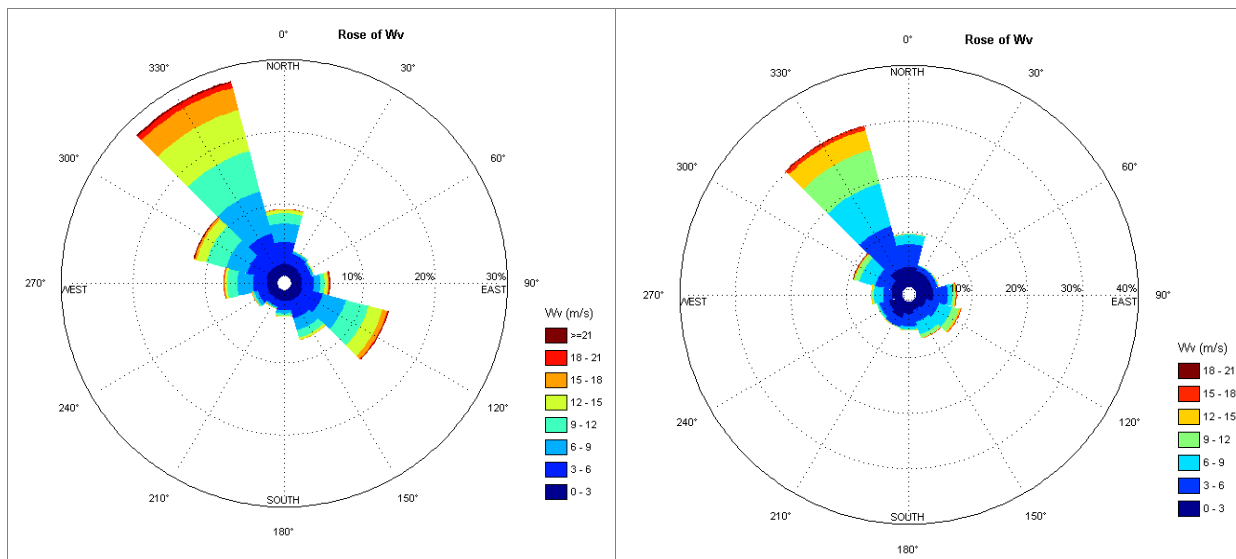 Rose of Wv
0°
NORTH
30°
60°
90°
EAST
120°
150°
180°
SOUTH
210°
240°
270°
WEST
300°
330°
10%
20%
30%
Wv (m/s)
>=21
18 - 21
15 - 18
12 - 15
9 - 12
6 - 9
3 - 6
0 - 3
Rose of Wv
0°
NORTH
30°
60°
90°
EAST
120°
150°
180°
SOUTH
210°
240°
270°
WEST
300°
330°
10%
20%
30%
40%
Wv (m/s)
18 - 21
15 - 18
12 - 15
9 - 12
6 - 9
3 - 6
0 - 3